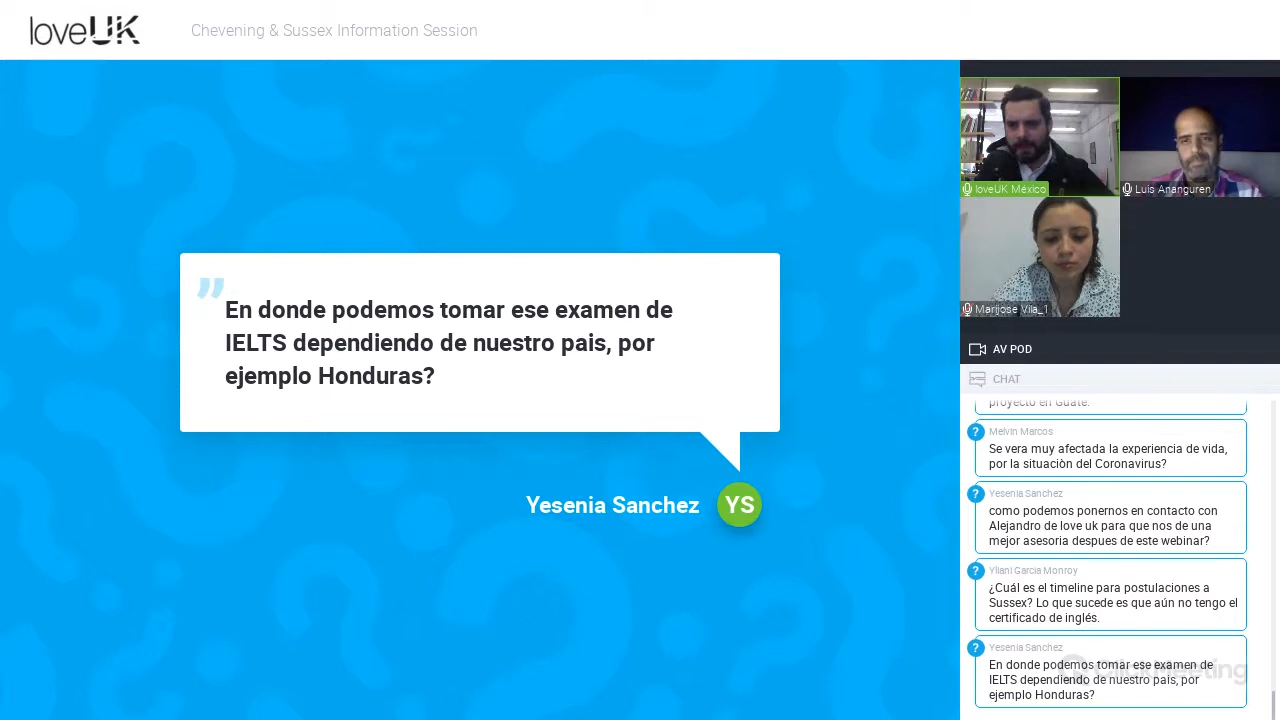 loveUK
Chevening & Sussex Information Session
En donde podemos tomar ese examen de
IELTS dependiendo de nuestro pais, por
ejemplo Honduras?
Yesenia Sanchez
YS
loveUK México
Luis Ananguren
Marijose Vila_1
AV POD
CHAT
proyecto en Guate.
?
Melvin Marcos
Se vera muy afectada la experiencia de vida,
por la situaciòn del Coronavirus?
?
Yesenia Sanchez
como podemos ponernos en contacto con
Alejandro de love uk para que nos de una
mejor asesoria despues de este webinar?
?
Yliani Garcia Monroy
¿Cuál es el timeline para postulaciones a
Sussex? Lo que sucede es que aún no tengo el
certificado de inglés.
?
Yesenia Sanchez
En donde podemos tomar ese examen de
IELTS dependiendo de nuestro pais, por
ejemplo Honduras?
ClickMeeting